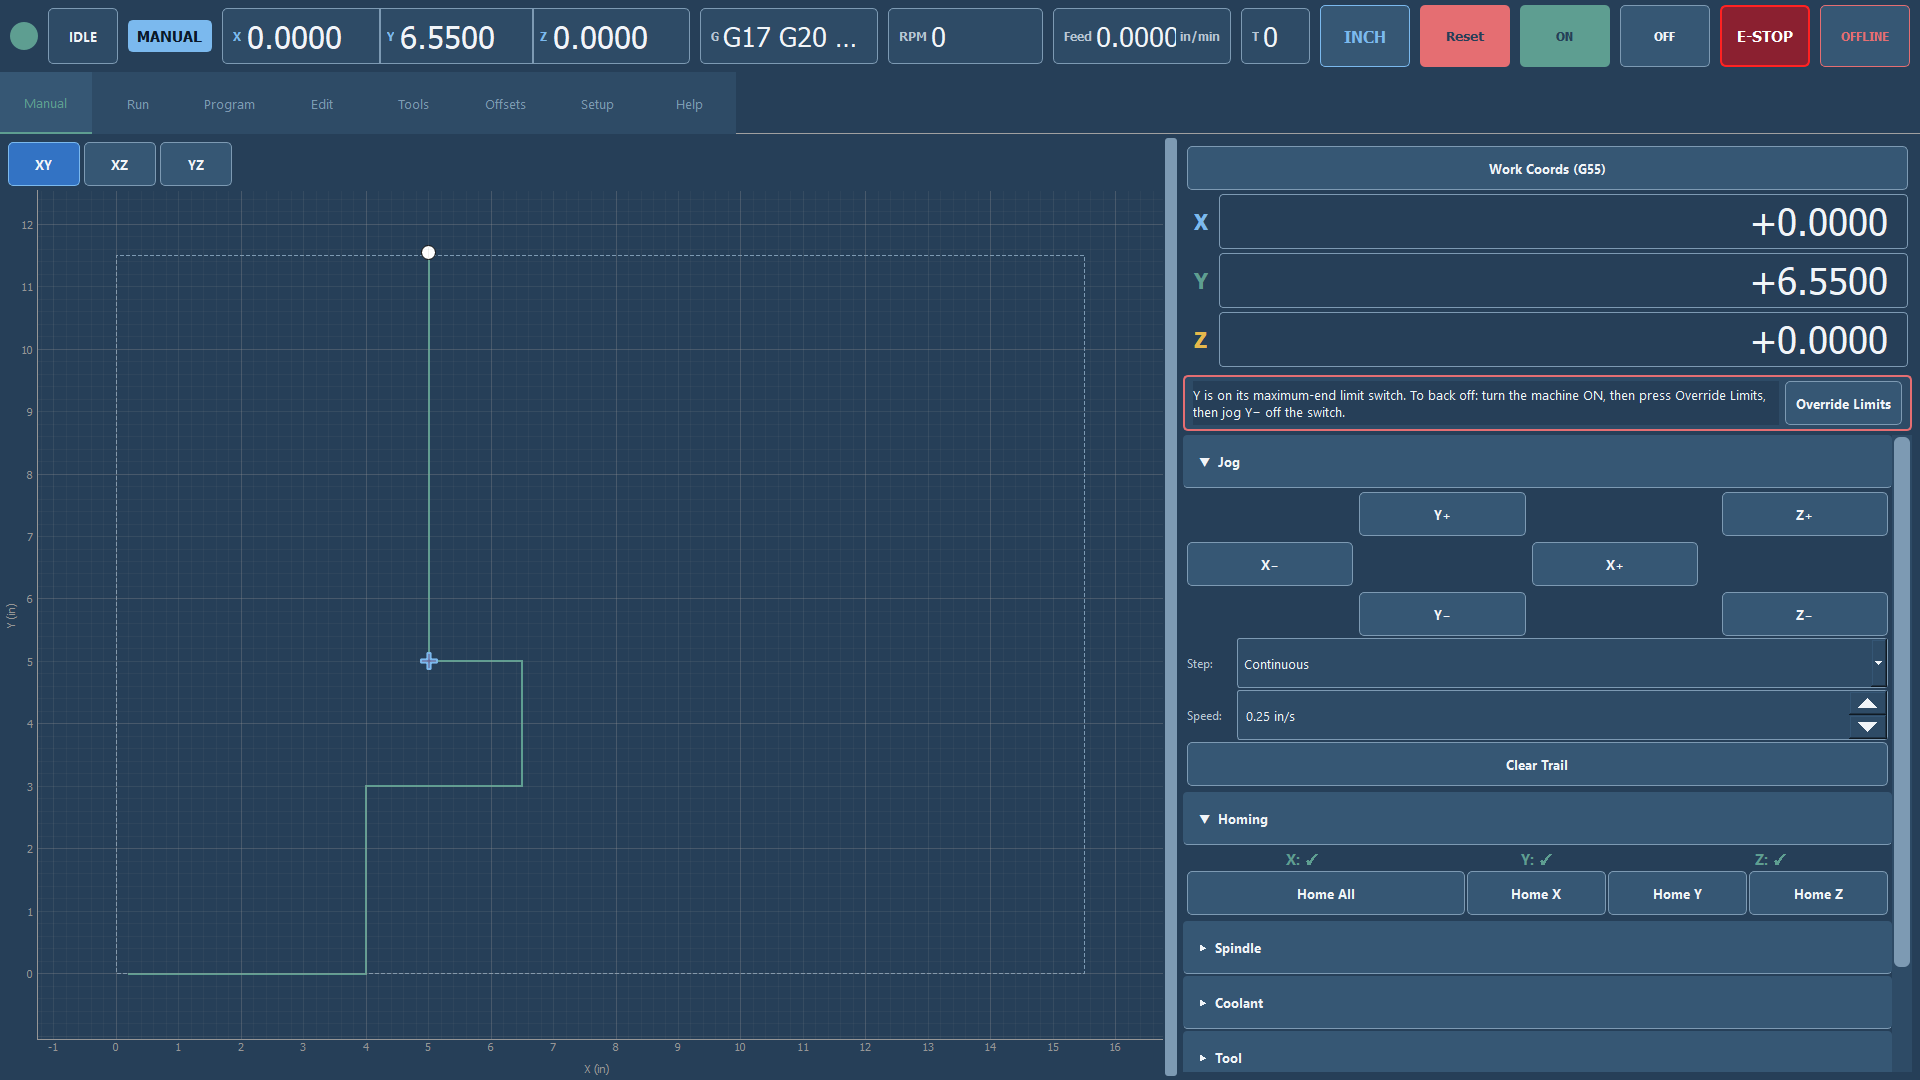 IDLE
MANUAL
X 0.0000
Y 6.5500
Z 0.0000
G G17 G20 ...
RPM 0
Feed 0.0000 in/min
T 0
INCH
Reset
ON
OFF
E-STOP
OFFLINE
Manual
Run
Program
Edit
Tools
Offsets
Setup
Help
XY
XZ
YZ
12
11
10
9
8
7
6
5
4
3
2
1
0
Y (in)
-1
0
1
2
3
4
5
6
7
8
9
10
11
12
13
14
15
16
X (in)
Work Coords (G55)
X +0.0000
Y +6.5500
Z +0.0000
Y is on its maximum-end limit switch. To back off: turn the machine ON, then press Override Limits,
then jog Y− off the switch.
Override Limits
▼ Jog
Y+
Z+
X−
X+
Y−
Z−
Step: Continuous
Speed: 0.25 in/s
Clear Trail
▼ Homing
X: ✓
Y: ✓
Z: ✓
Home All
Home X
Home Y
Home Z
▸ Spindle
▸ Coolant
▸ Tool